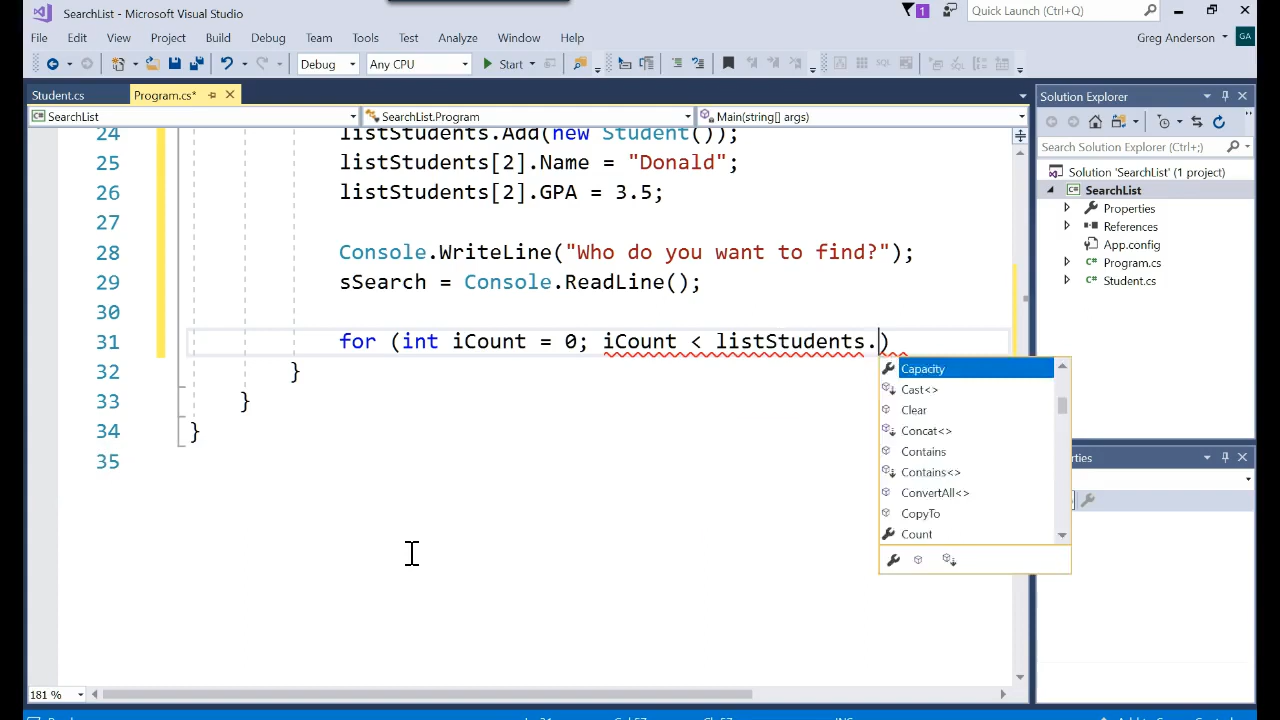 SearchList - Microsoft Visual Studio
1
Quick Launch (Ctrl+Q)
File Edit View Project Build Debug Team Tools Test Analyze Window Help
Greg Anderson
GA
Debug Any CPU Start
Student.cs Program.cs*
SearchList SearchList.Program Main(string[] args)
24 listStudents.Add(new Student());
25 listStudents[2].Name = "Donald";
26 listStudents[2].GPA = 3.5;
27
28 Console.WriteLine("Who do you want to find?");
29 sSearch = Console.ReadLine();
30
31 for (int iCount = 0; iCount < listStudents.)
32 }
33 }
34 }
35
Capacity
Cast<>
Clear
Concat<>
Contains
Contains<>
ConvertAll<>
CopyTo
Count
Solution Explorer
Search Solution Explorer (Ctrl+;)
Solution 'SearchList' (1 project)
SearchList
Properties
References
App.config
Program.cs
Student.cs
erties
181 %